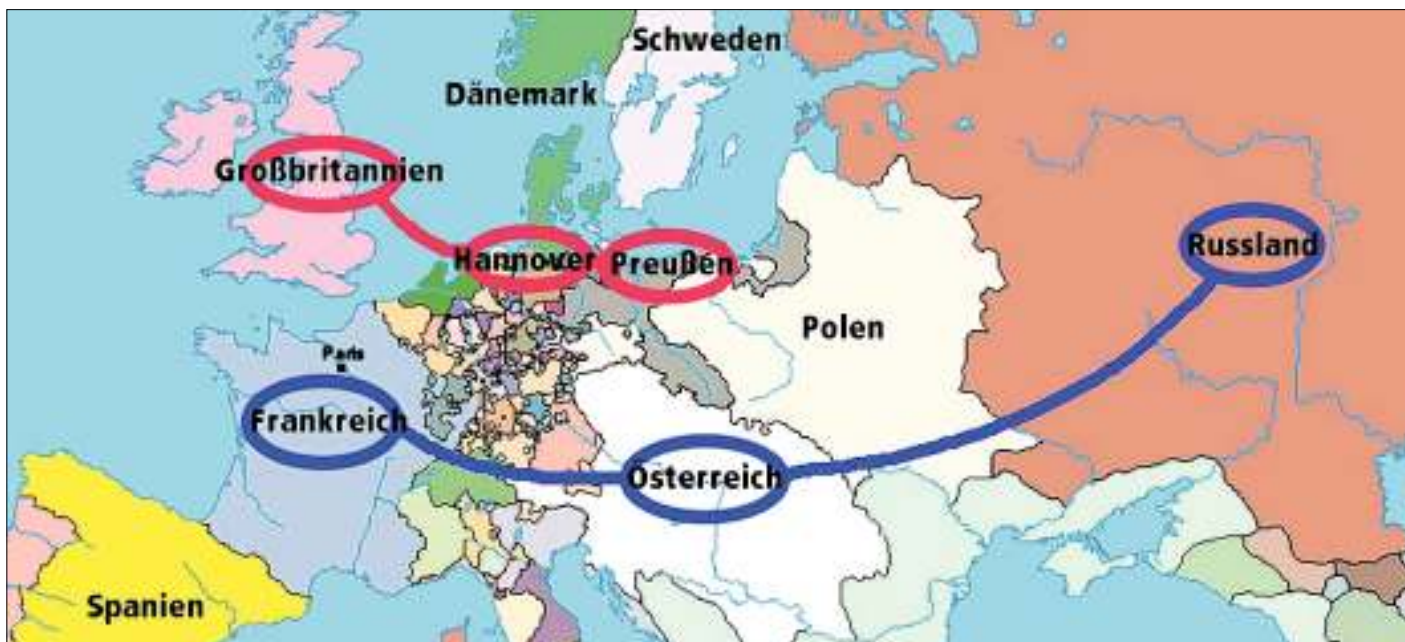 Schweden
Dänemark
Großbritannien
Hannover
Preußen
Russland
Polen
Paris
Frankreich
Österreich
Spanien